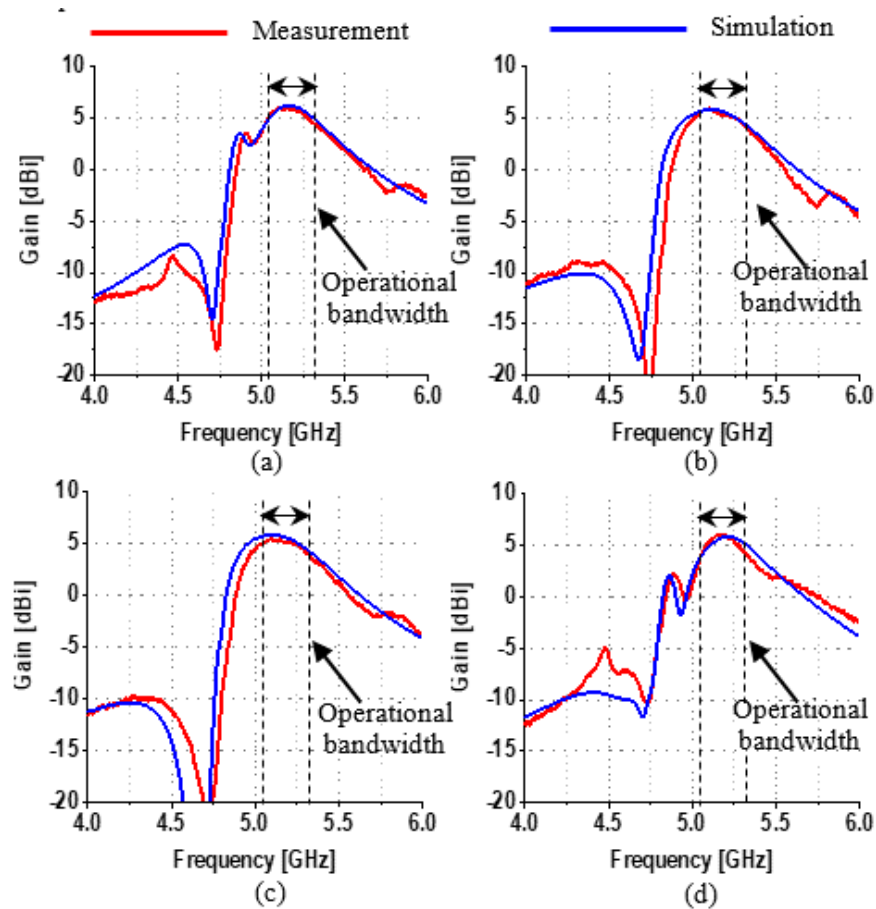 Measurement Simulation
10 10
5 5
0 0
-5 -5
-10 -10
-15 -15
-20 -20
Gain [dBi] Gain [dBi]
Operational Operational
bandwidth bandwidth
4.0 4.5 5.0 5.5 6.0 4.0 4.5 5.0 5.5 6.0
Frequency [GHz] Frequency [GHz]
(a) (b)
10 10
5 5
0 0
-5 -5
-10 -10
-15 -15
-20 -20
Gain [dBi] Gain [dBi]
Operational Operational
bandwidth bandwidth
4.0 4.5 5.0 5.5 6.0 4.0 4.5 5.0 5.5 6.0
Frequency [GHz] Frequency [GHz]
(c) (d)